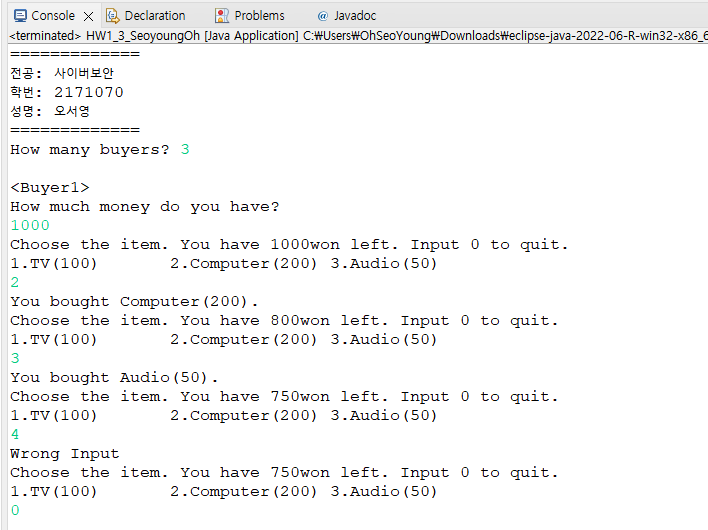 Console Declaration Problems @ Javadoc
<terminated> HW1_3_SeoyoungOh [Java Application] C:₩Users₩OhSeoYoung₩Downloads₩eclipse-java-2022-06-R-win32-x86_6
=============
전공: 사이버보안
학번: 2171070
성명: 오서영
=============
How many buyers? 3
<Buyer1>
How much money do you have?
1000
Choose the item. You have 1000won left. Input 0 to quit.
1.TV(100) 2.Computer(200) 3.Audio(50)
2
You bought Computer(200).
Choose the item. You have 800won left. Input 0 to quit.
1.TV(100) 2.Computer(200) 3.Audio(50)
3
You bought Audio(50).
Choose the item. You have 750won left. Input 0 to quit.
1.TV(100) 2.Computer(200) 3.Audio(50)
4
Wrong Input
Choose the item. You have 750won left. Input 0 to quit.
1.TV(100) 2.Computer(200) 3.Audio(50)
0